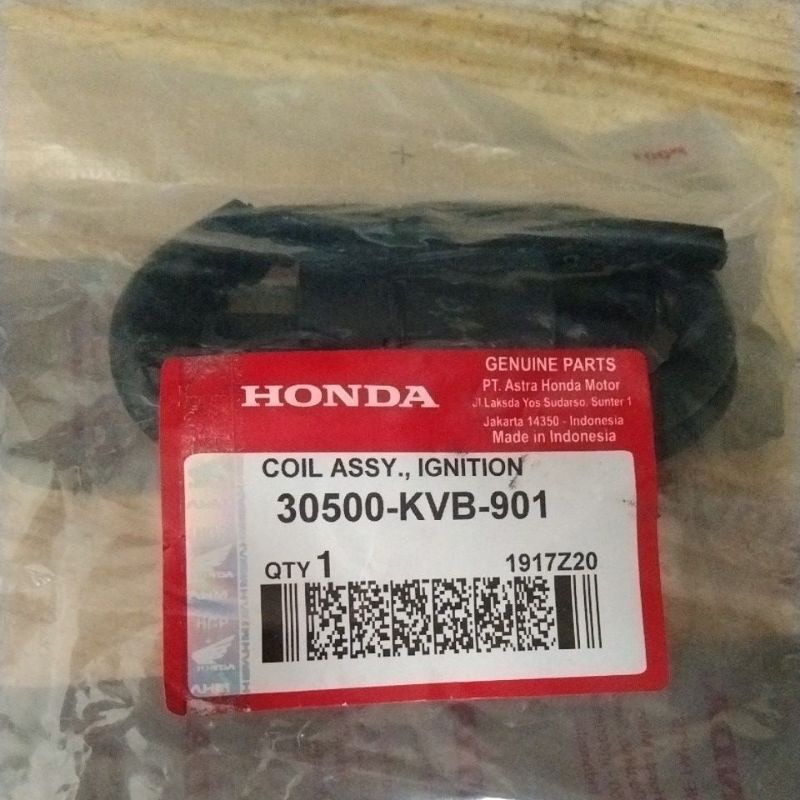 HONDA
GENUINE PARTS
PT. Astra Honda Motor
Jl.Laksda Yos Sudarso. Sunter 1
Jakarta 14350 - Indonesia
Made in Indonesia
COIL ASSY., IGNITION
30500-KVB-901
QTY 1
1917Z20